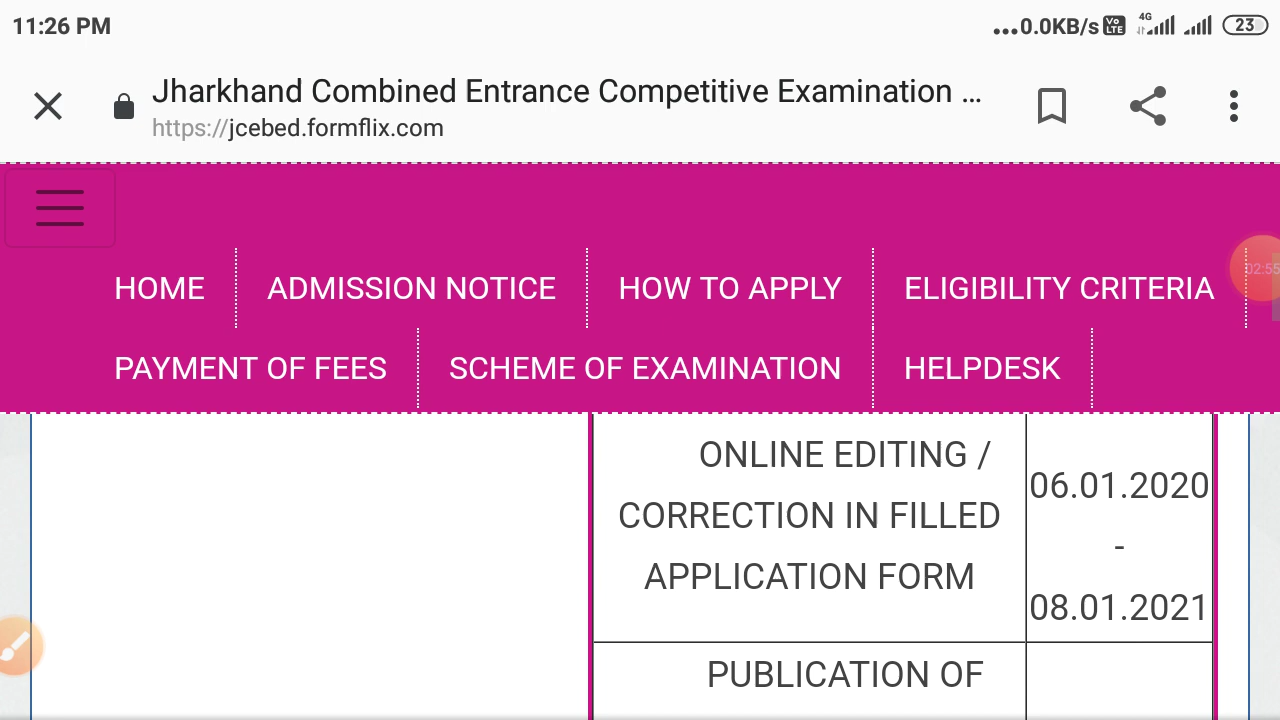 11:26 PM
...0.0KB/s Vo LTE 4G 23
Jharkhand Combined Entrance Competitive Examination ...
https://jcebed.formflix.com
HOME ADMISSION NOTICE HOW TO APPLY ELIGIBILITY CRITERIA
02:55
PAYMENT OF FEES SCHEME OF EXAMINATION HELPDESK
ONLINE EDITING /
CORRECTION IN FILLED
APPLICATION FORM
06.01.2020
-
08.01.2021
PUBLICATION OF